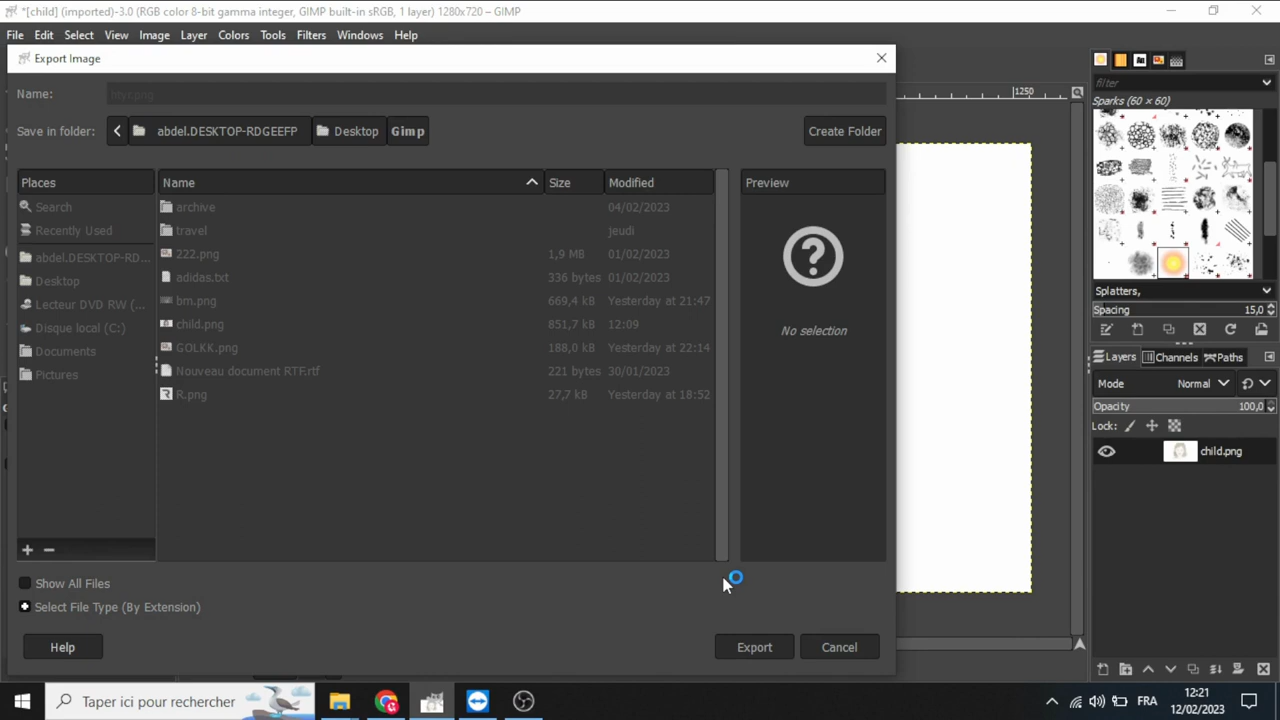 *[child] (imported)-3.0 (RGB color 8-bit gamma integer, GIMP built-in sRGB, 1 layer) 1280x720 – GIMP
File Edit Select View Image Layer Colors Tools Filters Windows Help
Export Image
Name:
Save in folder: abdel.DESKTOP-RDGEEFP Desktop Gimp Create Folder
Places Name Size Modified Preview
Search archive 04/02/2023
Recently Used travel jeudi
abdel.DESKTOP-RD... 222.png 1,9 MB 01/02/2023
Desktop adidas.txt 336 bytes 01/02/2023
Lecteur DVD RW (... bm.png 669,4 kB Yesterday at 21:47
Disque local (C:) child.png 851,7 kB 12:09
Documents GOLKK.png 188,0 kB Yesterday at 22:14
Pictures Nouveau document RTF.rtf 221 bytes 30/01/2023
R.png 27,7 kB Yesterday at 18:52
No selection
Show All Files
Select File Type (By Extension)
Help Export Cancel
1250
filter
Sparks (60 × 60)
Splatters,
Spacing 15,0
Layers Channels Paths
Mode Normal
Opacity 100,0
Lock:
child.png
Taper ici pour rechercher
FRA
12:21
12/02/2023